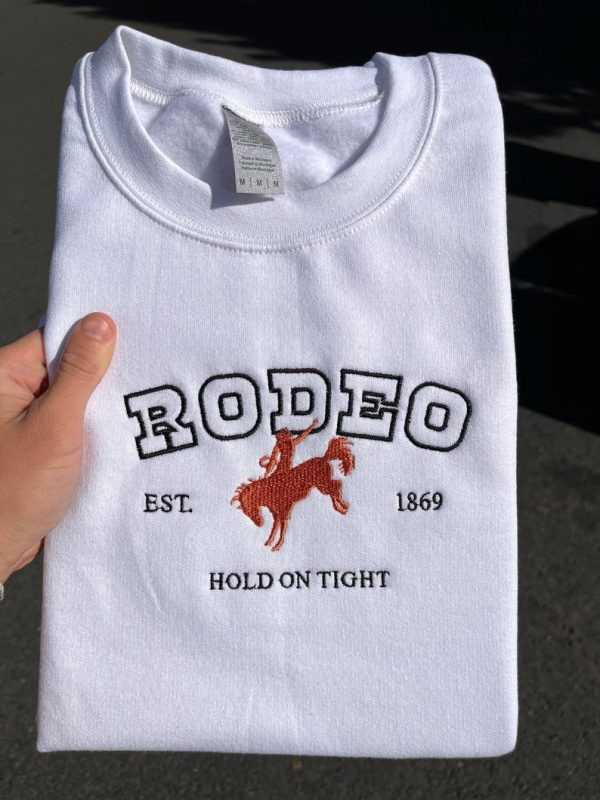 M | M | M
RODEO
EST. 1869
HOLD ON TIGHT